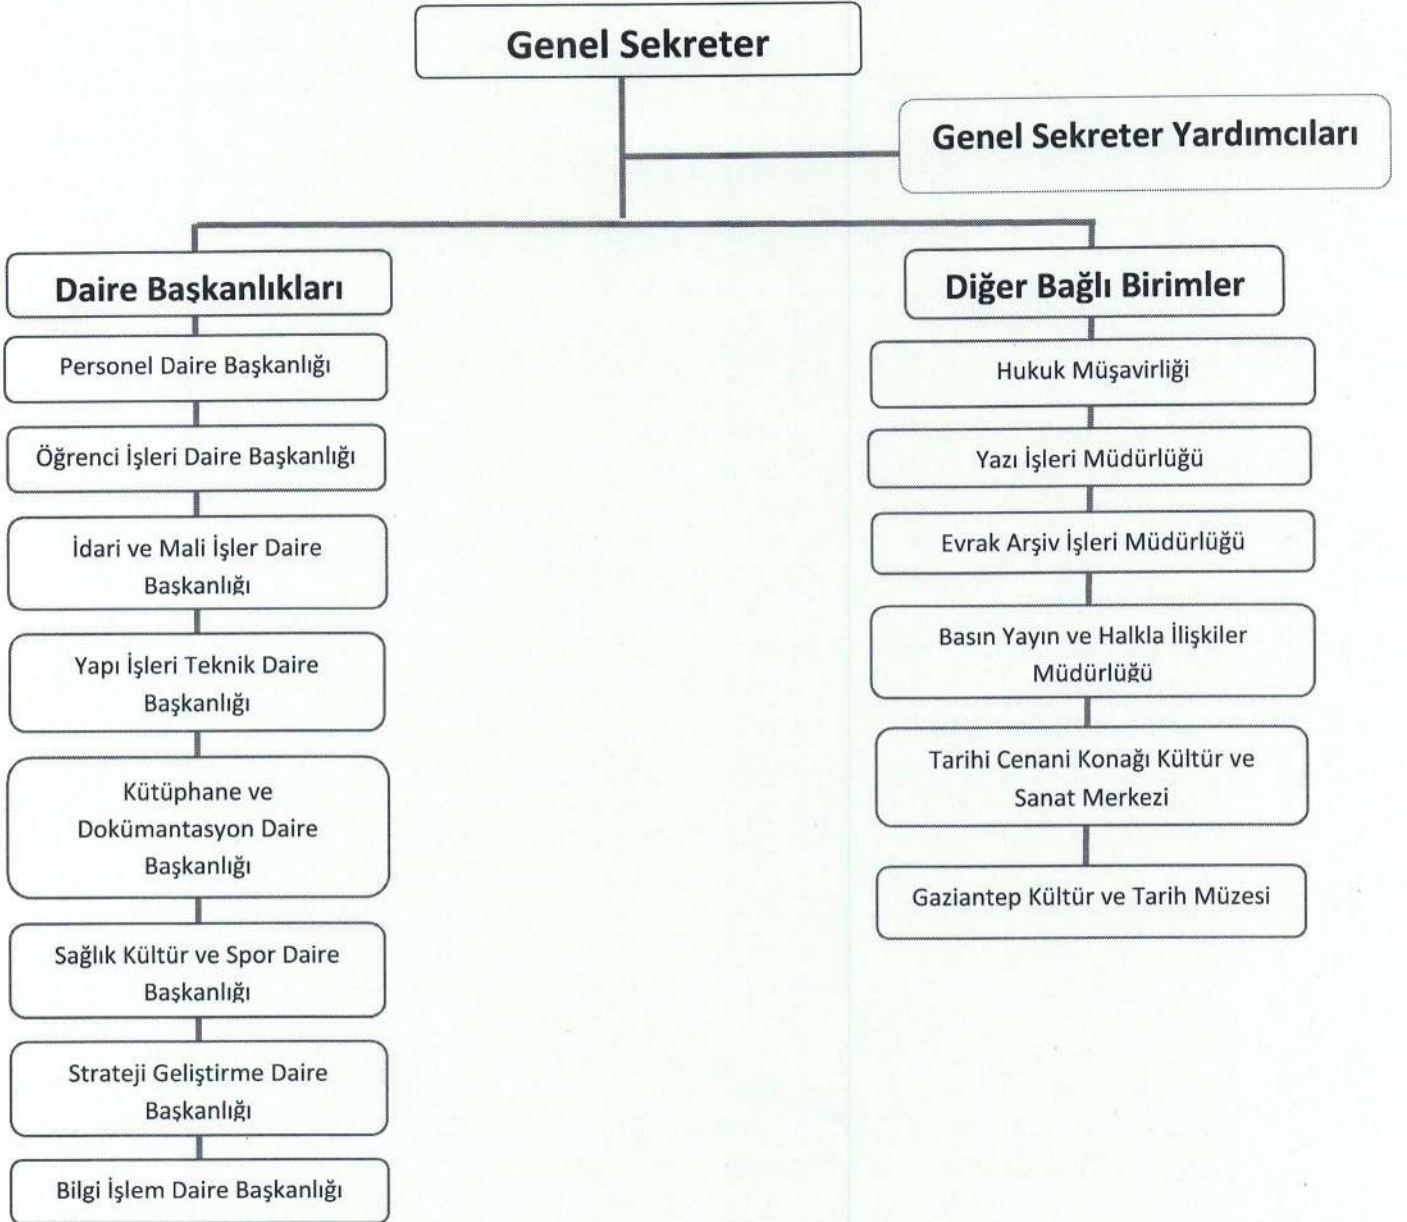 Genel Sekreter
Genel Sekreter Yardımcıları
Daire Başkanlıkları
Personel Daire Başkanlığı
Öğrenci İşleri Daire Başkanlığı
İdari ve Mali İşler Daire
Başkanlığı
Yapı İşleri Teknik Daire
Başkanlığı
Kütüphane ve
Dokümantasyon Daire
Başkanlığı
Sağlık Kültür ve Spor Daire
Başkanlığı
Strateji Geliştirme Daire
Başkanlığı
Bilgi İşlem Daire Başkanlığı
Diğer Bağlı Birimler
Hukuk Müşavirliği
Yazı İşleri Müdürlüğü
Evrak Arşiv İşleri Müdürlüğü
Basın Yayın ve Halkla İlişkiler
Müdürlüğü
Tarihi Cenani Konağı Kültür ve
Sanat Merkezi
Gaziantep Kültür ve Tarih Müzesi